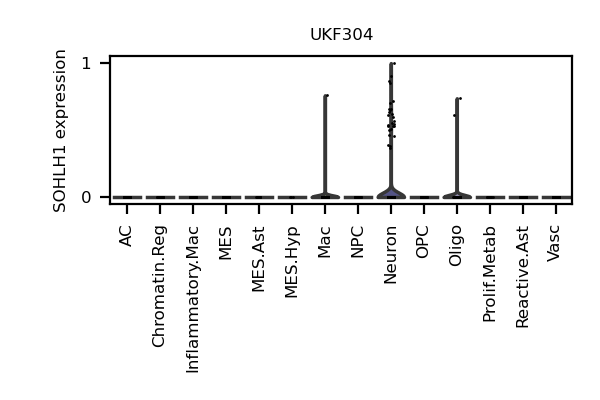 UKF304
SOHLH1 expression
1
0
AC
Chromatin.Reg
Inflammatory.Mac
MES
MES.Ast
MES.Hyp
Mac
NPC
Neuron
OPC
Oligo
Prolif.Metab
Reactive.Ast
Vasc